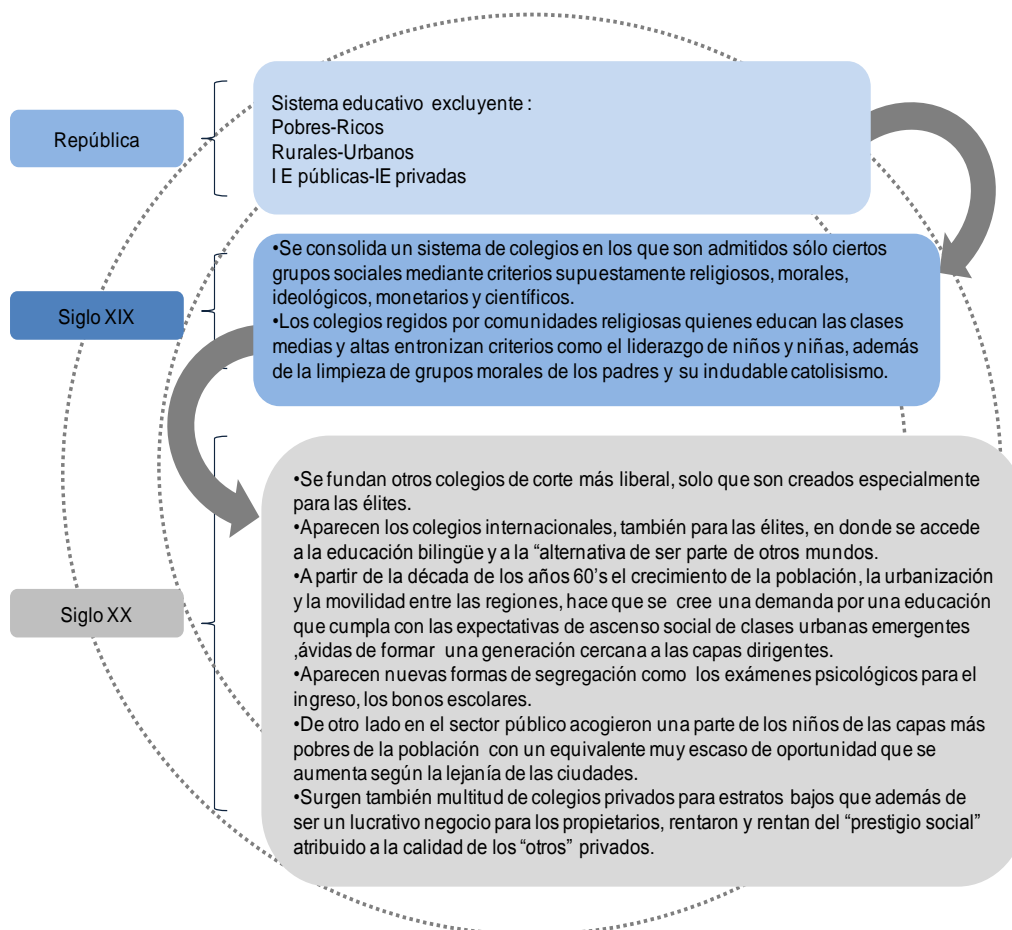 República
Sistema educativo excluyente :
Pobres-Ricos
Rurales-Urbanos
I E públicas-IE privadas
Siglo XIX
•Se consolida un sistema de colegios en los que son admitidos sólo ciertos
grupos sociales mediante criterios supuestamente religiosos, morales,
ideológicos, monetarios y científicos.
•Los colegios regidos por comunidades religiosas quienes educan las clases
medias y altas entronizan criterios como el liderazgo de niños y niñas, además
de la limpieza de grupos morales de los padres y su indudable catolisismo.
Siglo XX
•Se fundan otros colegios de corte más liberal, solo que son creados especialmente
para las élites.
•Aparecen los colegios internacionales, también para las élites, en donde se accede
a la educación bilingüe y a la “alternativa de ser parte de otros mundos.
•A partir de la década de los años 60’s el crecimiento de la población, la urbanización
y la movilidad entre las regiones, hace que se cree una demanda por una educación
que cumpla con las expectativas de ascenso social de clases urbanas emergentes
,ávidas de formar una generación cercana a las capas dirigentes.
•Aparecen nuevas formas de segregación como los exámenes psicológicos para el
ingreso, los bonos escolares.
•De otro lado en el sector público acogieron una parte de los niños de las capas más
pobres de la población con un equivalente muy escaso de oportunidad que se
aumenta según la lejanía de las ciudades.
•Surgen también multitud de colegios privados para estratos bajos que además de
ser un lucrativo negocio para los propietarios, rentaron y rentan del “prestigio social”
atribuido a la calidad de los “otros” privados.